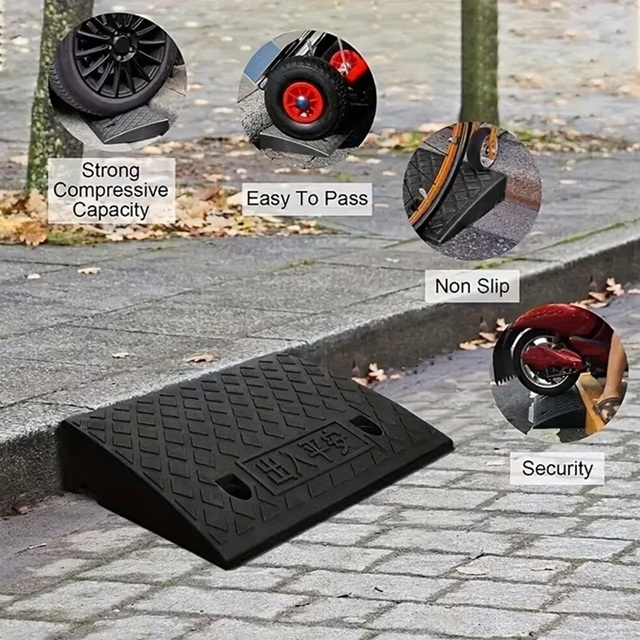 Strong
Compressive
Capacity
Easy To Pass
Non Slip
Security
出入平安